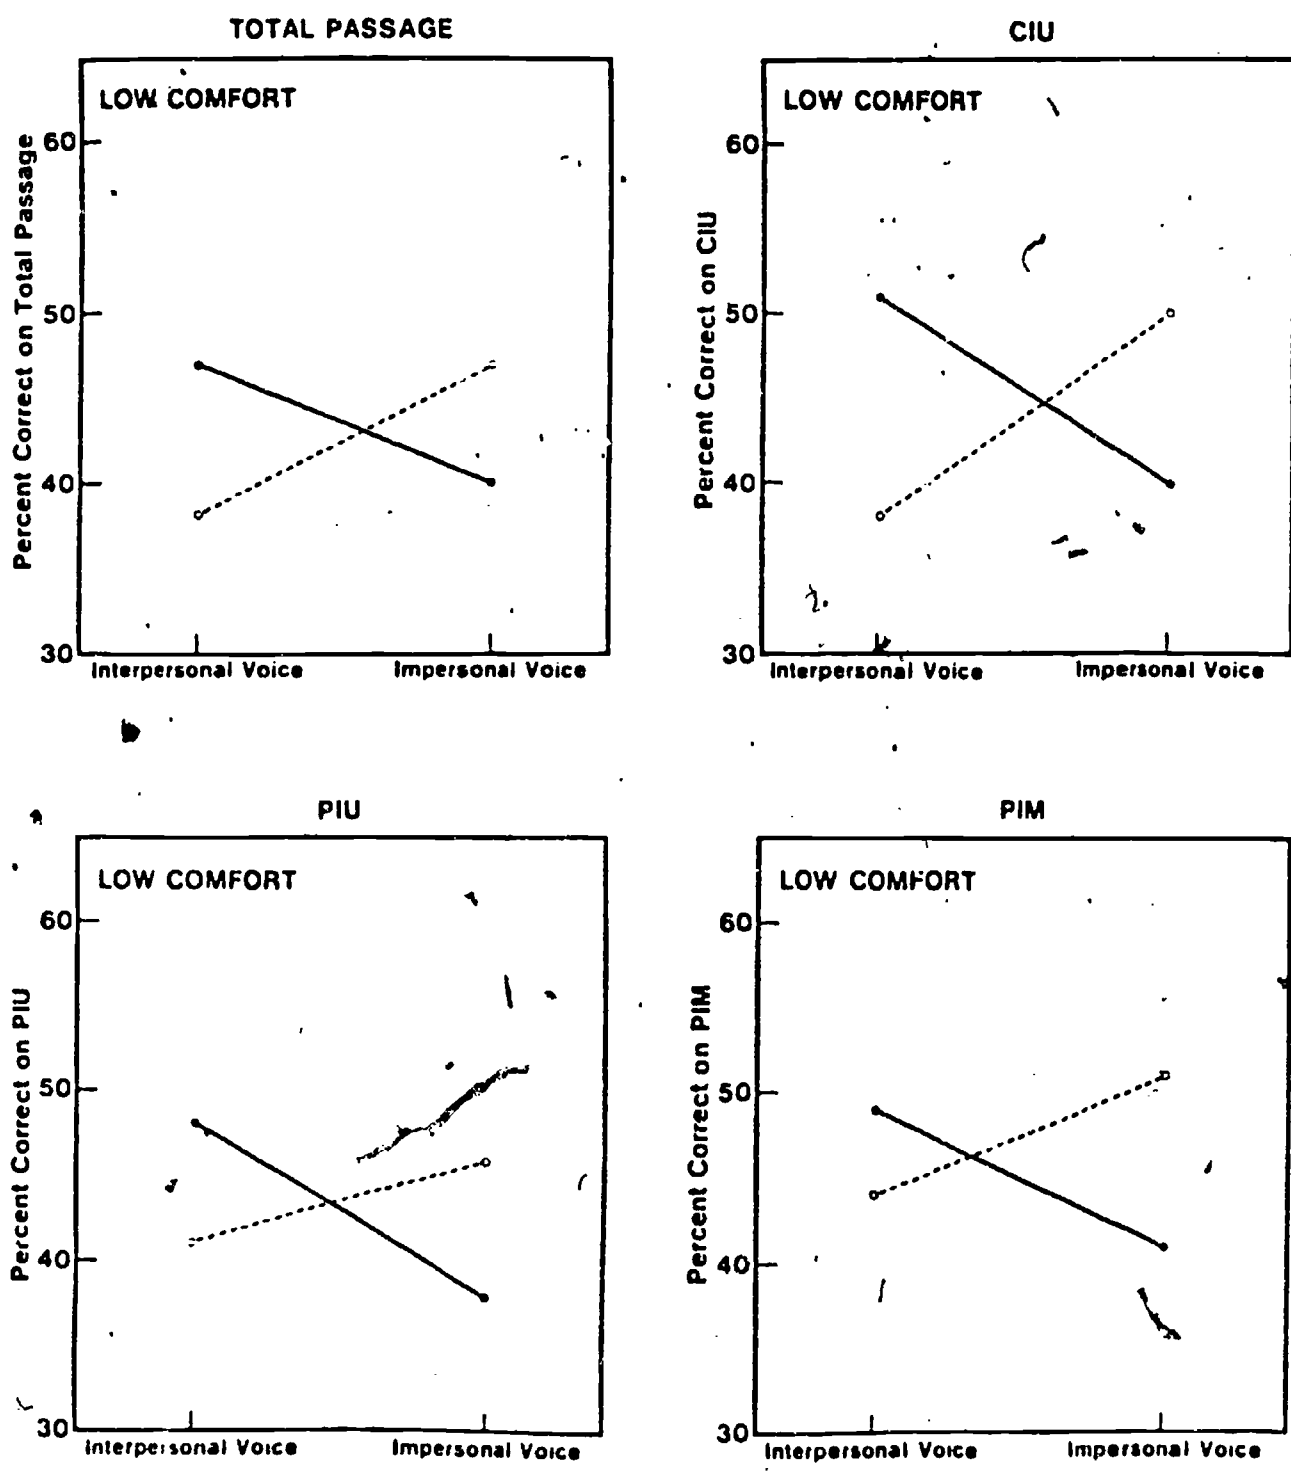 TOTAL PASSAGE
LOW COMFORT
Percent Correct on Total Passage
60
50
40
30
Interpersonal Voice
Impersonal Voice
CIU
LOW COMFORT
Percent Correct on CIU
60
50
40
30
Interpersonal Voice
Impersonal Voice
PIU
LOW COMFORT
Percent Correct on PIU
60
50
40
30
Interpersonal Voice
Impersonal Voice
PIM
LOW COMFORT
Percent Correct on PIM
60
50
40
30
Interpersonal Voice
Impersonal Voice